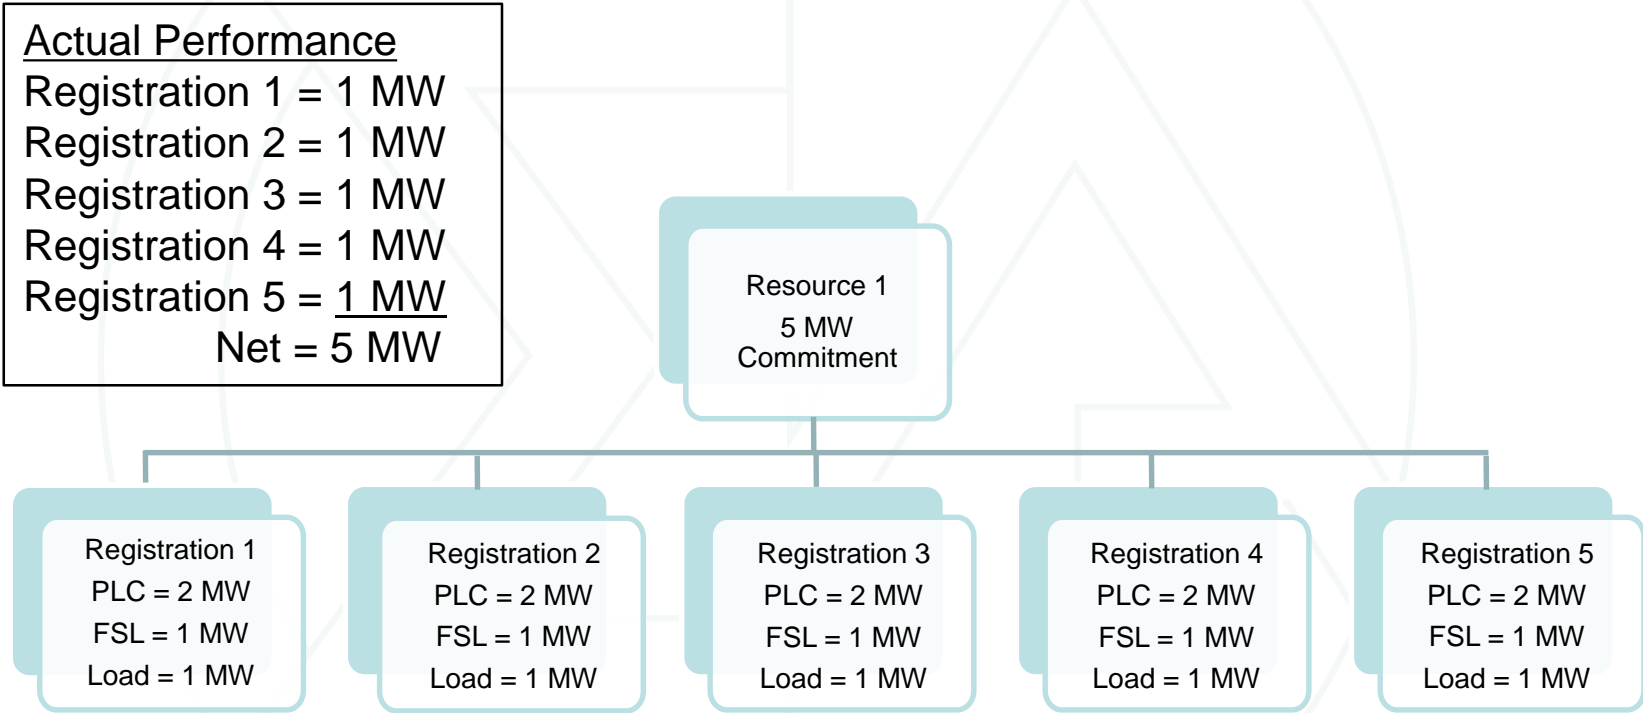 Actual Performance
Registration 1 = 1 MW
Registration 2 = 1 MW
Registration 3 = 1 MW
Registration 4 = 1 MW
Registration 5 = 1 MW
Net = 5 MW
Resource 1
5 MW
Commitment
Registration 1
PLC = 2 MW
FSL = 1 MW
Load = 1 MW
Registration 2
PLC = 2 MW
FSL = 1 MW
Load = 1 MW
Registration 3
PLC = 2 MW
FSL = 1 MW
Load = 1 MW
Registration 4
PLC = 2 MW
FSL = 1 MW
Load = 1 MW
Registration 5
PLC = 2 MW
FSL = 1 MW
Load = 1 MW